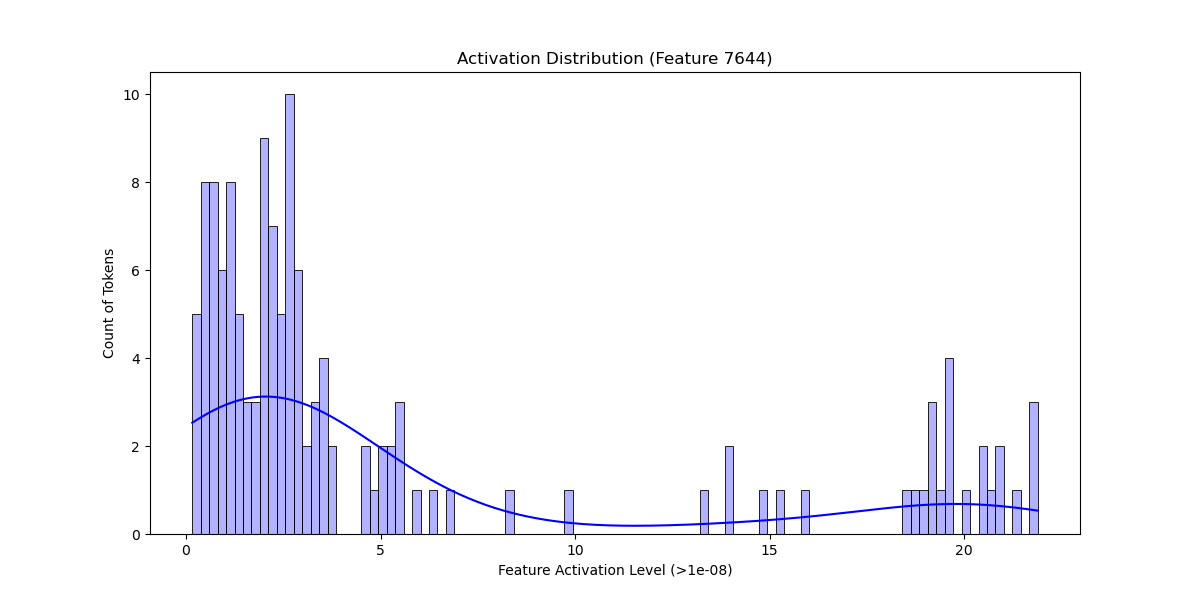 Activation Distribution (Feature 7644)
10
8
6
4
2
0
Count of Tokens
0 5 10 15 20
Feature Activation Level (>1e-08)